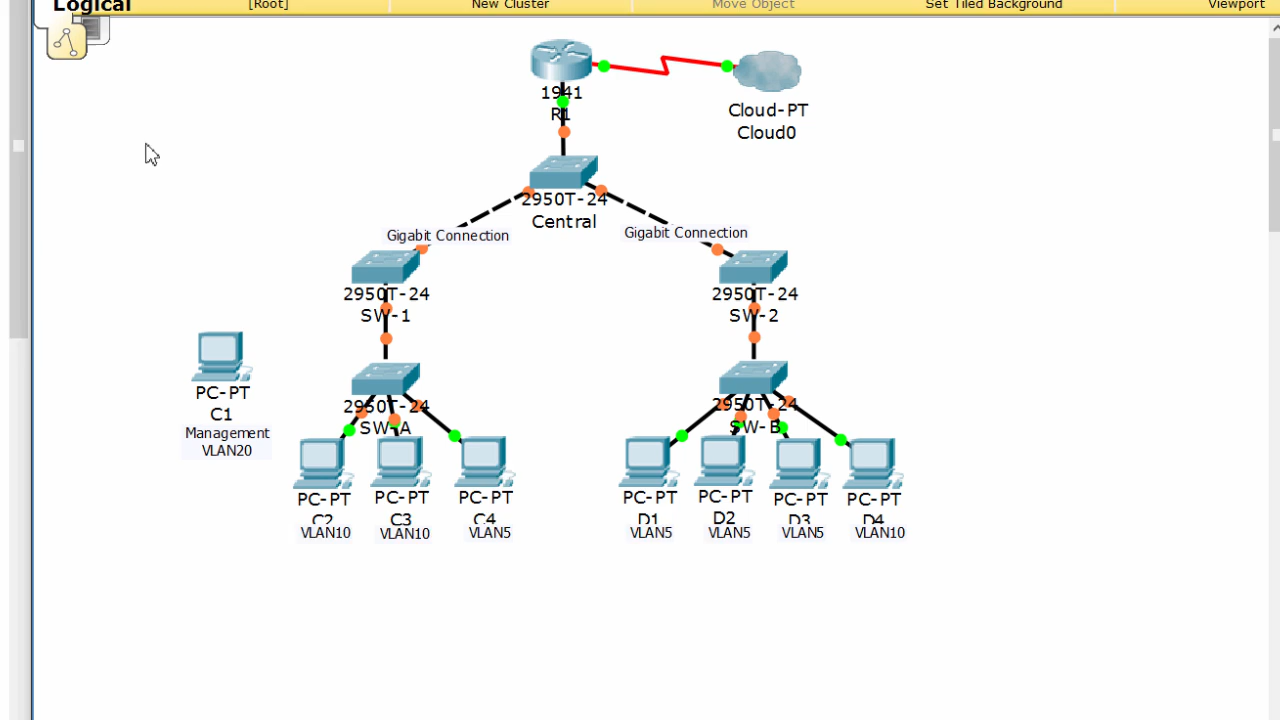 Logical
[Root]
New Cluster
Move Object
Set Tiled Background
Viewport
1941
R1
Cloud-PT
Cloud0
2950T-24
Central
Gigabit Connection
Gigabit Connection
2950T-24
SW-1
2950T-24
SW-2
PC-PT
C1
Management
VLAN20
2950T-24
SW-A
2950T-24
SW-B
PC-PT
C2
VLAN10
PC-PT
C3
VLAN10
PC-PT
C4
VLAN5
PC-PT
D1
VLAN5
PC-PT
D2
VLAN5
PC-PT
D3
VLAN5
PC-PT
D4
VLAN10